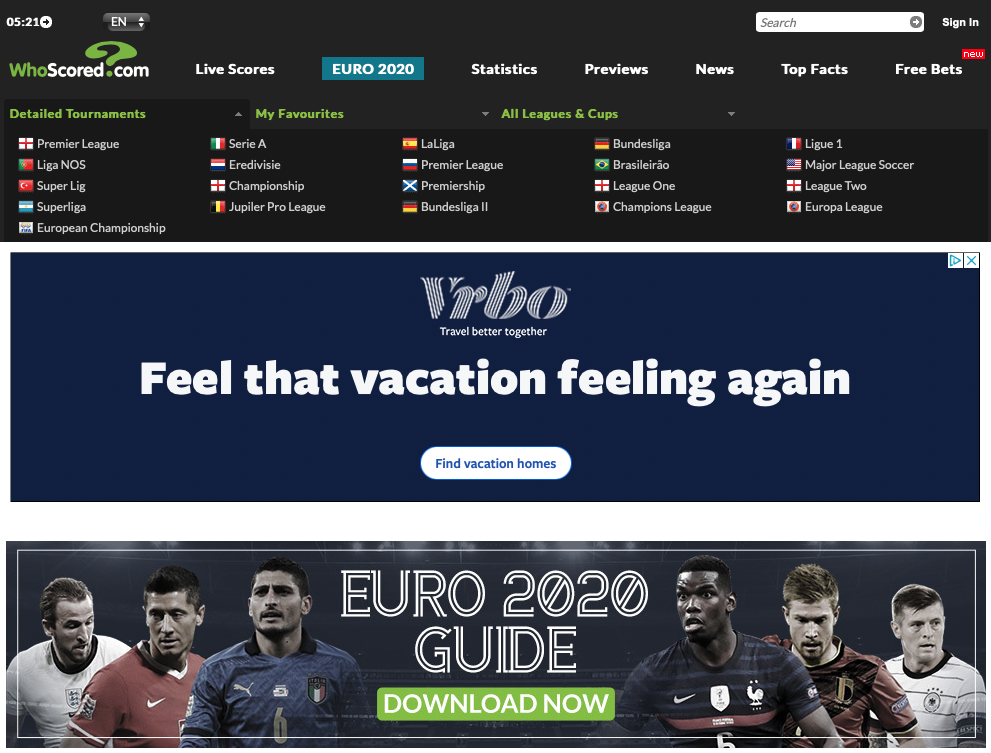 05:21
EN
Search
Sign In
WhoScored.com
Live Scores
EURO 2020
Statistics
Previews
News
Top Facts
Free Bets
new
Detailed Tournaments
My Favourites
All Leagues & Cups
Premier League
Serie A
LaLiga
Bundesliga
Ligue 1
Liga NOS
Eredivisie
Premier League
Brasileirão
Major League Soccer
Super Lig
Championship
Premiership
League One
League Two
Superliga
Jupiler Pro League
Bundesliga II
Champions League
Europa League
European Championship
Vrbo
Travel better together
Feel that vacation feeling again
Find vacation homes
EURO 2020
GUIDE
DOWNLOAD NOW
6